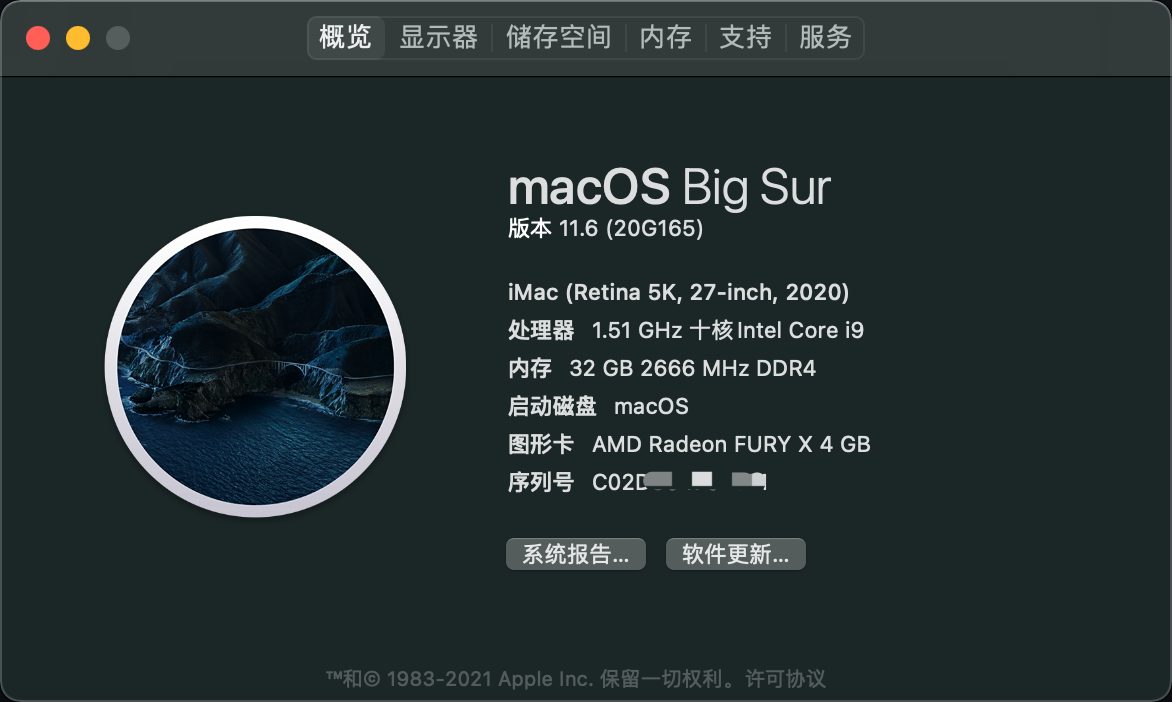 概览 显示器 储存空间 内存 支持 服务
macOS Big Sur
版本 11.6 (20G165)
iMac (Retina 5K, 27-inch, 2020)
处理器 1.51 GHz 十核Intel Core i9
内存 32 GB 2666 MHz DDR4
启动磁盘 macOS
图形卡 AMD Radeon FURY X 4 GB
序列号 C02D
系统报告... 软件更新...
™和© 1983-2021 Apple Inc. 保留一切权利。许可协议